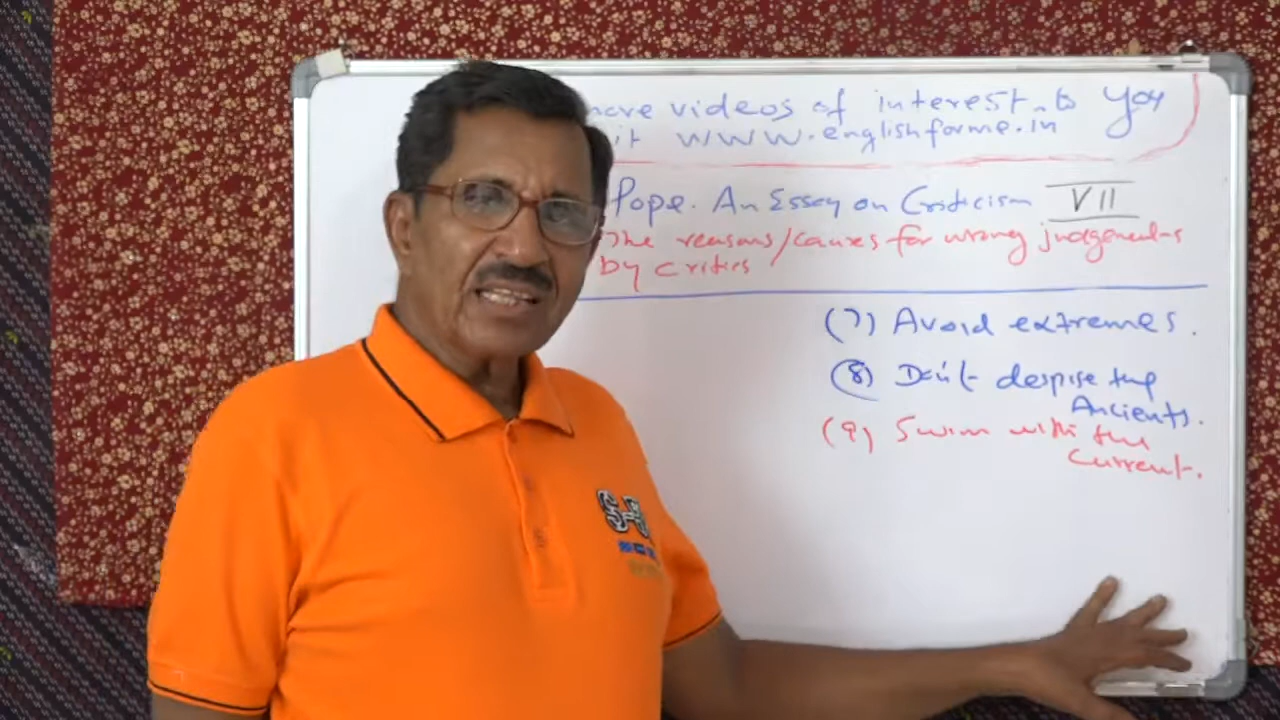 more videos of interest to you
it www.englishforme.in
Pope. An Essay on Criticism VII
The reasons/causes for wrong judgements
by critics
(7) Avoid extremes.
(8) Don't despise the
Ancients.
(9) Swim with the
current.